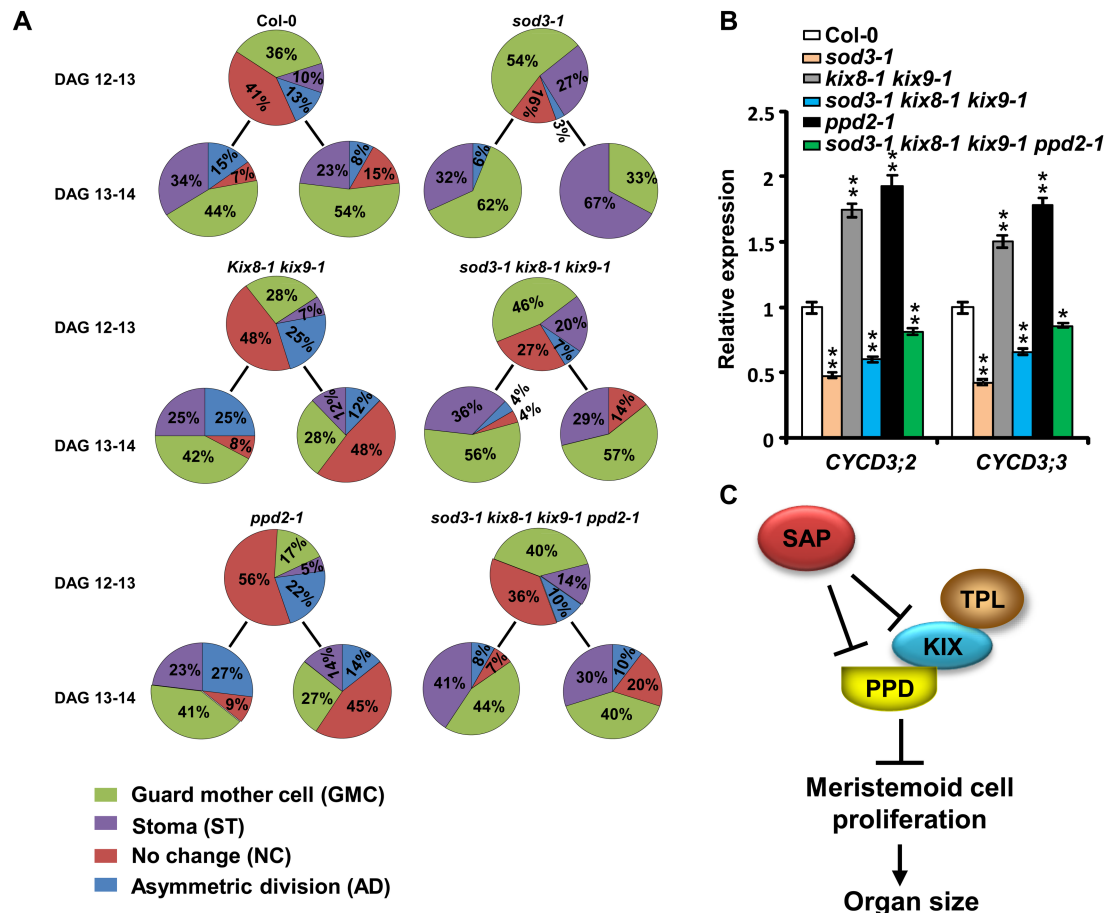 A
Col-0
sod3-1
DAG 12-13
36%
10%
13%
41%
54%
27%
3%
16%
DAG 13-14
34%
15%
7%
44%
23%
8%
15%
54%
32%
6%
62%
33%
67%
Kix8-1 kix9-1
sod3-1 kix8-1 kix9-1
DAG 12-13
28%
7%
25%
48%
46%
20%
7%
27%
DAG 13-14
25%
25%
8%
42%
12%
12%
28%
48%
36%
4%
4%
56%
29%
14%
57%
ppd2-1
sod3-1 kix8-1 kix9-1 ppd2-1
DAG 12-13
17%
5%
22%
56%
40%
14%
10%
36%
DAG 13-14
23%
27%
9%
41%
14%
14%
27%
45%
41%
8%
7%
44%
30%
10%
20%
40%
Guard mother cell (GMC)
Stoma (ST)
No change (NC)
Asymmetric division (AD)
B
Col-0
sod3-1
kix8-1 kix9-1
sod3-1 kix8-1 kix9-1
ppd2-1
sod3-1 kix8-1 kix9-1 ppd2-1
Relative expression
2.5
2
1.5
1
0.5
0
**
**
**
**
**
**
**
**
**
*
CYCD3;2
CYCD3;3
C
SAP
TPL
KIX
PPD
Meristemoid cell
proliferation
Organ size